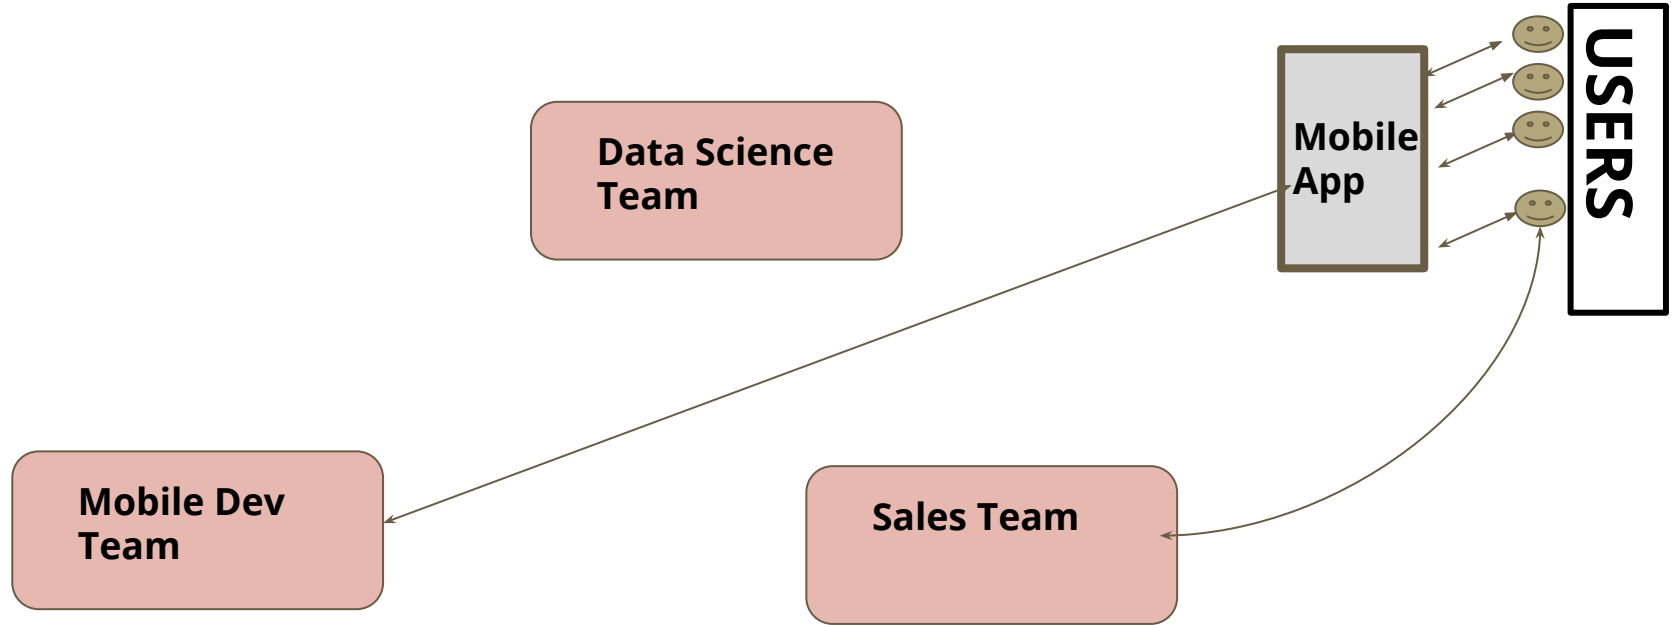 Data Science
Team
Mobile
App
USERS
Mobile Dev
Team
Sales Team